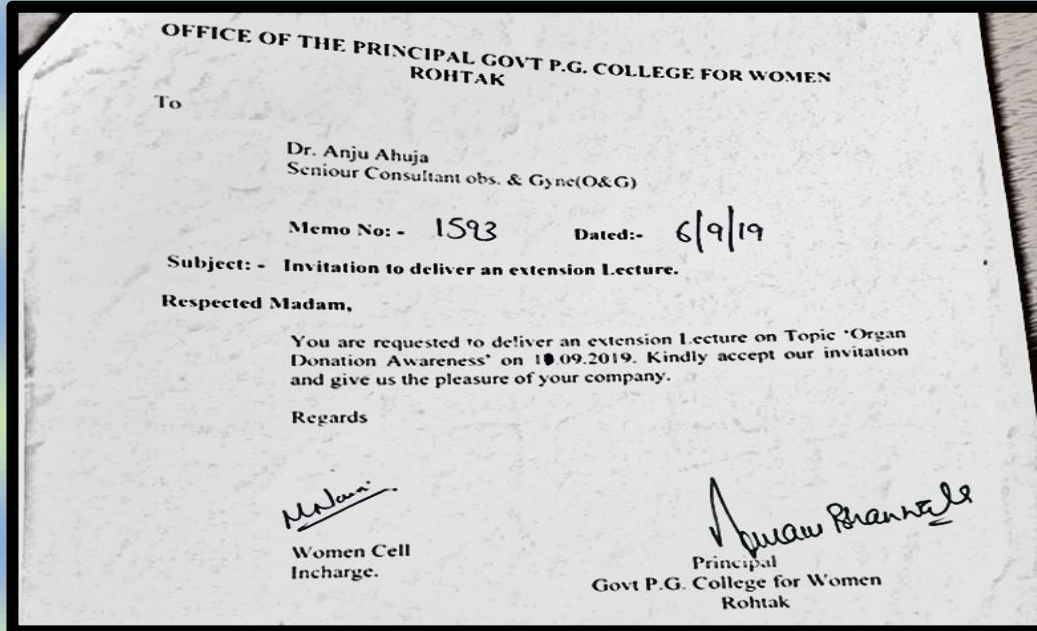 OFFICE OF THE PRINCIPAL GOVT P.G. COLLEGE FOR WOMEN
ROHTAK
To
Dr. Anju Ahuja
Seniour Consultant obs. & Gyne(O&G)
Memo No: - 1593 Dated:- 6/9/19
Subject: - Invitation to deliver an extension Lecture.
Respected Madam,
You are requested to deliver an extension Lecture on Topic 'Organ
Donation Awareness' on .09.2019. Kindly accept our invitation
and give us the pleasure of your company.
Regards
Women Cell
Incharge.
Principal
Govt P.G. College for Women
Rohtak